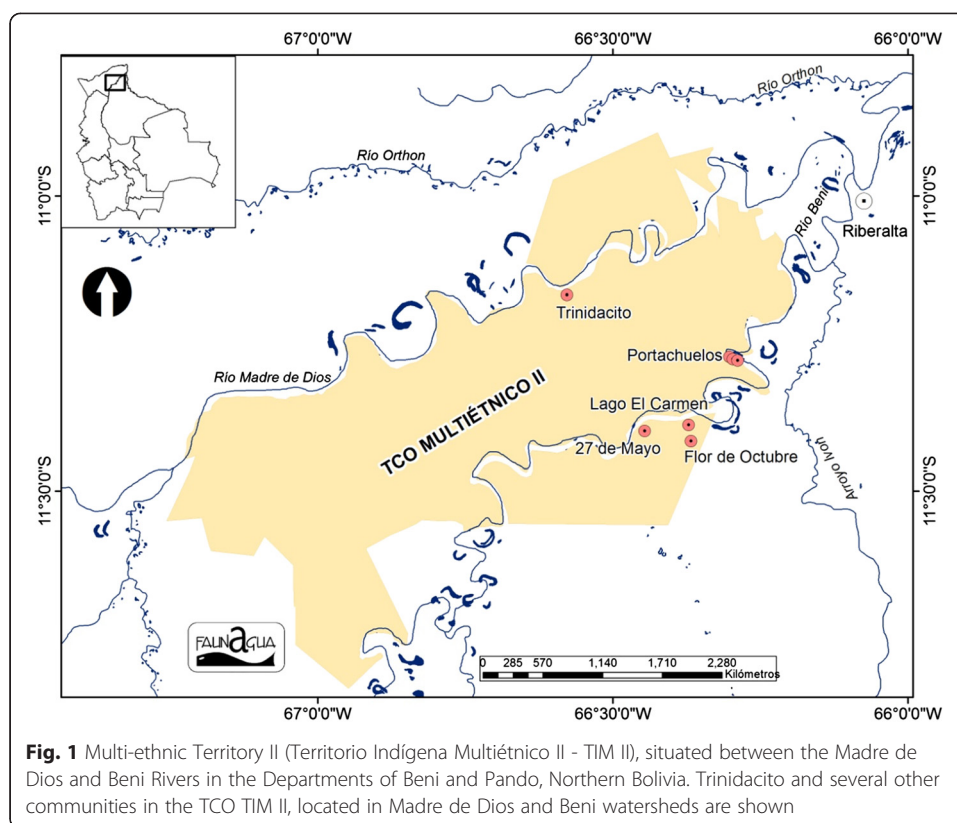 67°0'0"W 66°30'0"W 66°0'0"W
Río Orthon
Río Orthon
11°0'0"S 11°0'0"S
Río Beni
Riberalta
Trinidacito
Portachuelos
Río Madre de Dios
TCO MULTIÉTNICO II
Lago El Carmen
27 de Mayo
Flor de Octubre
Arroyo Ivon
11°30'0"S 11°30'0"S
FAUNAGUA
0 285 570 1,140 1,710 2,280
Kilómetros
67°0'0"W 66°30'0"W 66°0'0"W
Fig. 1 Multi-ethnic Territory II (Territorio Indígena Multiétnico II - TIM II), situated between the Madre de
Dios and Beni Rivers in the Departments of Beni and Pando, Northern Bolivia. Trinidacito and several other
communities in the TCO TIM II, located in Madre de Dios and Beni watersheds are shown